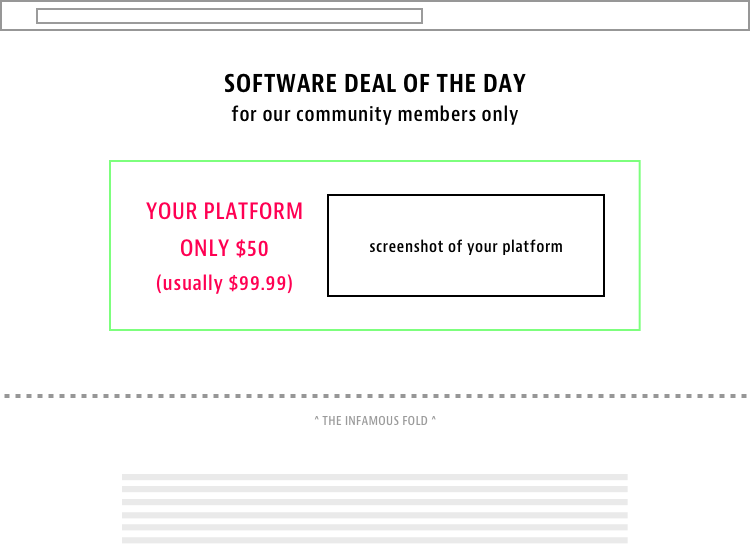 SOFTWARE DEAL OF THE DAY
for our community members only
YOUR PLATFORM
ONLY $50
(usually $99.99)
screenshot of your platform
^ THE INFAMOUS FOLD ^